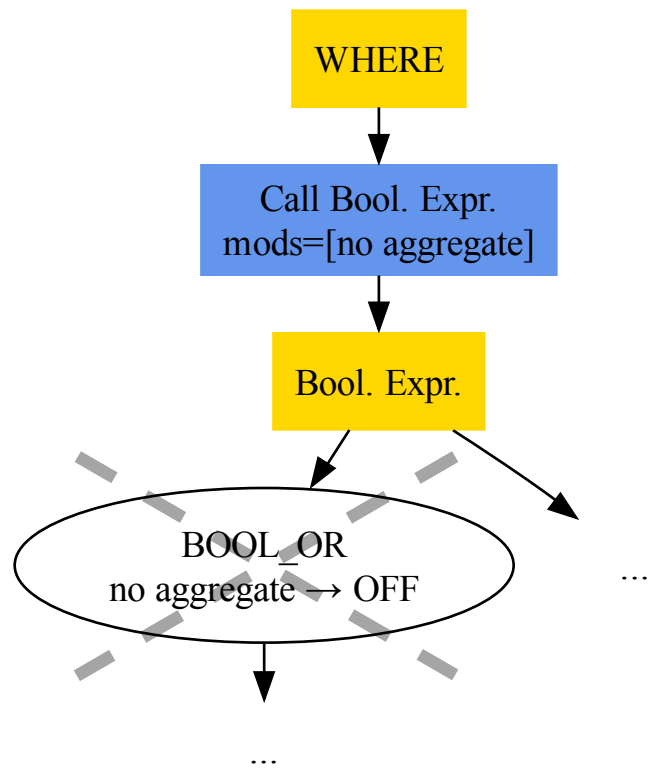 WHERE
Call Bool. Expr.
mods=[no aggregate]
Bool. Expr.
BOOL_OR
no aggregate → OFF
...
...